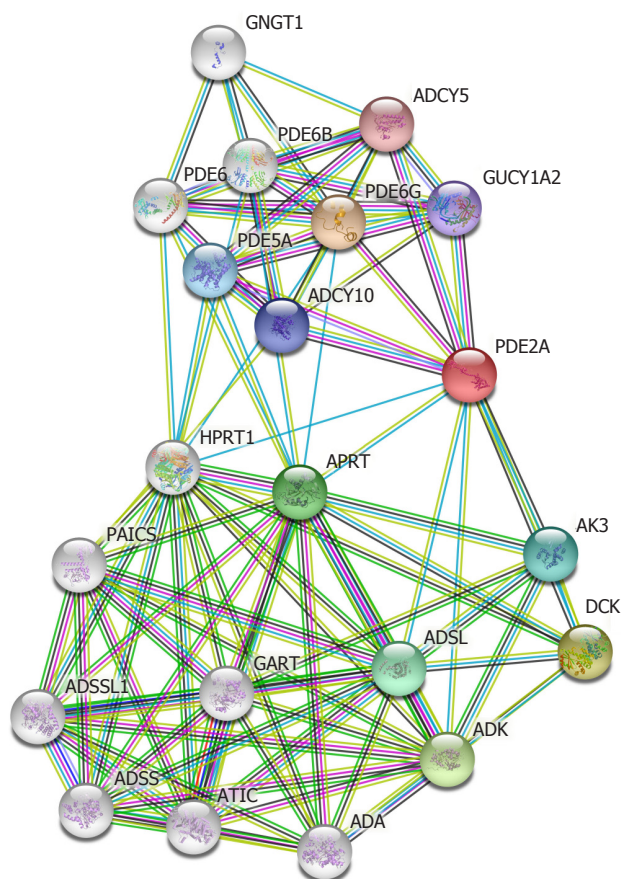 GNGT1
ADCY5
PDE6B
PDE6
PDE6G
GUCY1A2
PDE5A
ADCY10
PDE2A
HPRT1
APRT
PAICS
AK3
DCK
ADSL
GART
ADSSL1
ADK
ADSS
ATIC
ADA